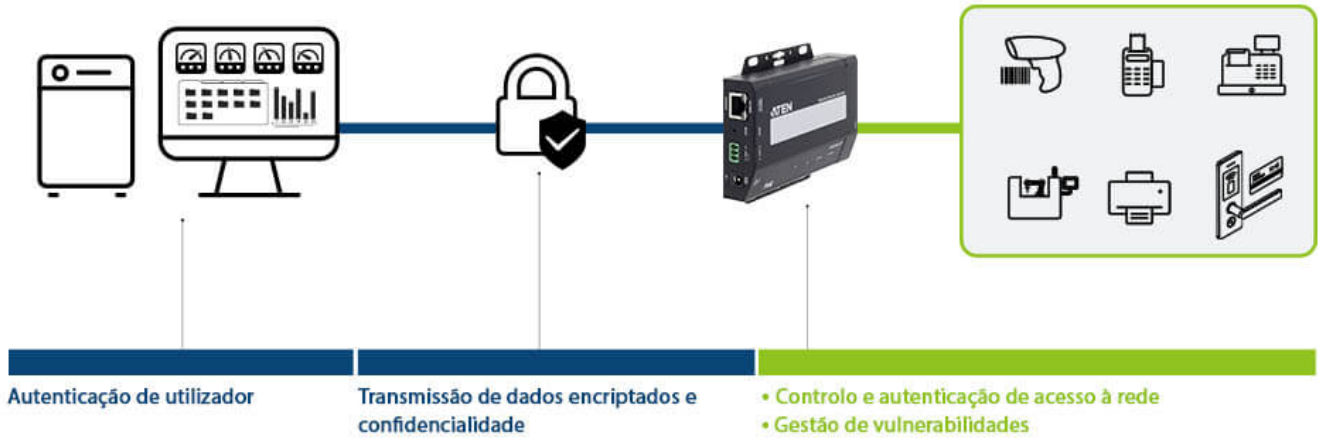 ATEN
Autenticação de utilizador
Transmissão de dados encriptados e
confidencialidade
• Controlo e autenticação de acesso à rede
• Gestão de vulnerabilidades